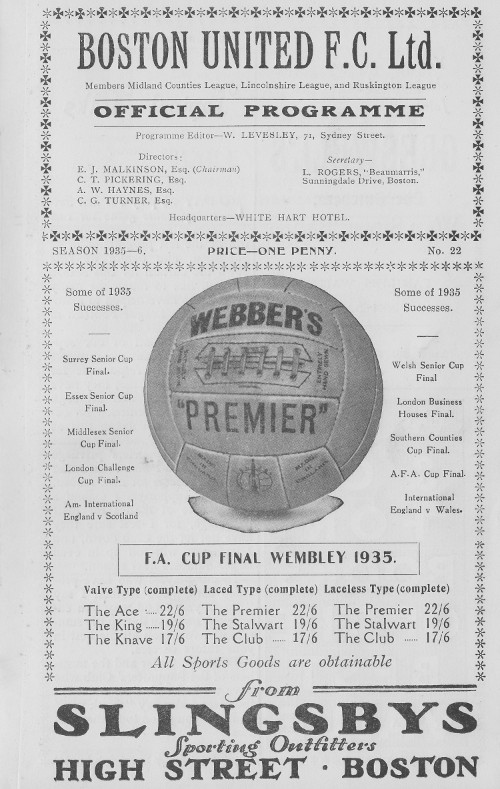 BOSTON UNITED F.C. Ltd.
Members Midland Counties League, Lincolnshire League, and Ruskington League
OFFICIAL PROGRAMME
Programme Editor—W. LEVESLEY, 71, Sydney Street.
Directors:
E. J. MALKINSON, Esq. (Chairman)
C. T. PICKERING, Esq.
A. W. HAYNES, Esq.
C. G. TURNER, Esq.
Secretary—
L. ROGERS, "Beaumarris,"
Sunningdale Drive, Boston.
Headquarters—WHITE HART HOTEL.
SEASON 1935—6. PRICE—ONE PENNY. No. 22
Some of 1935
Successes.
Surrey Senior Cup
Final.
Essex Senior Cup
Final.
Middlesex Senior
Cup Final.
London Challenge
Cup Final.
Am. International
England v Scotland
WEBBER'S
"PREMIER"
Some of 1935
Successes.
Welsh Senior Cup
Final
London Business
Houses Final.
Southern Counties
Cup Final.
A.F.A. Cup Final.
International
England v Wales.
F.A. CUP FINAL WEMBLEY 1935.
Valve Type (complete) Laced Type (complete) Laceless Type (complete)
The Ace ..... 22/6 The Premier 22/6 The Premier 22/6
The King ..... 19/6 The Stalwart 19/6 The Stalwart 19/6
The Knave 17/6 The Club ...... 17/6 The Club ...... 17/6
All Sports Goods are obtainable
from
SLINGSBYS
Sporting Outfitters
HIGH STREET · BOSTON